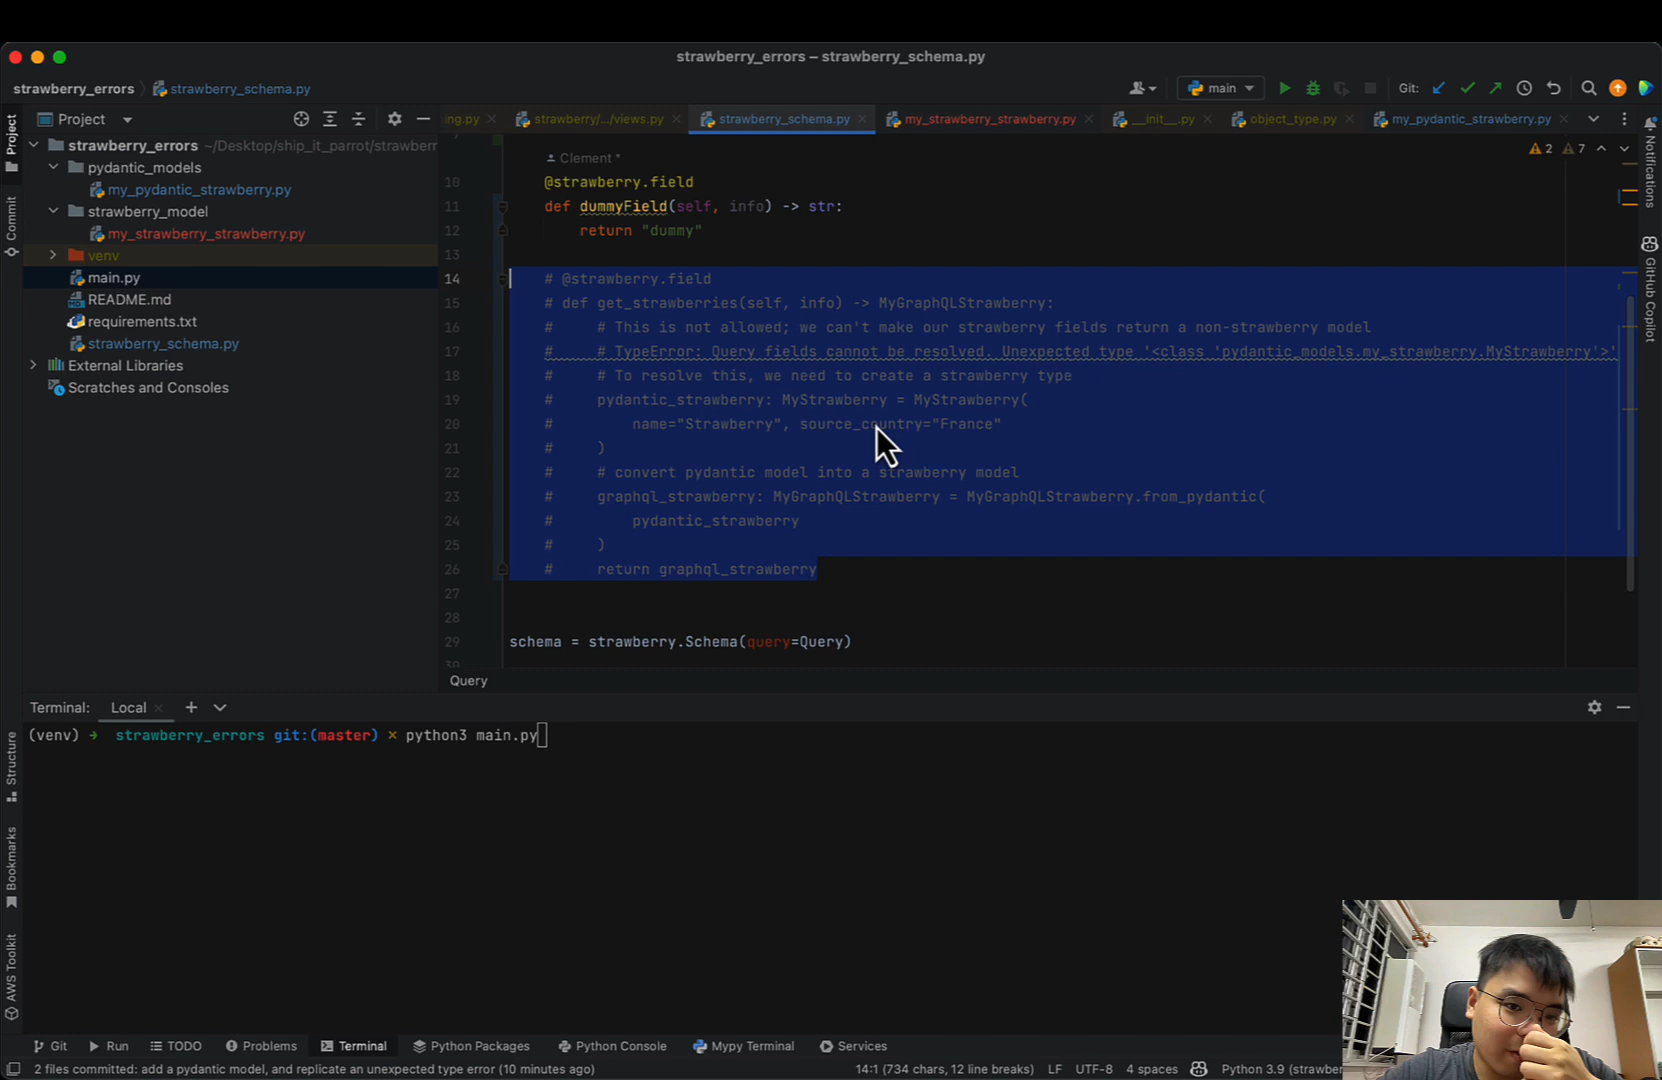 strawberry_errors – strawberry_schema.py
strawberry_errors
strawberry_schema.py
main
Git:
Project
ing.py
strawberry/.../views.py
strawberry_schema.py
my_strawberry_strawberry.py
__init__.py
object_type.py
my_pydantic_strawberry.py
Project
Commit
strawberry_errors ~/Desktop/ship_it_parrot/strawberr
pydantic_models
my_pydantic_strawberry.py
strawberry_model
my_strawberry_strawberry.py
venv
main.py
README.md
requirements.txt
strawberry_schema.py
External Libraries
Scratches and Consoles
2 7
Clement *
10 @strawberry.field
11 def dummyField(self, info) -> str:
12 return "dummy"
13
14 # @strawberry.field
15 # def get_strawberries(self, info) -> MyGraphQLStrawberry:
16 # # This is not allowed; we can't make our strawberry fields return a non-strawberry model
17 # # TypeError: Query fields cannot be resolved. Unexpected type '<class 'pydantic_models.my_strawberry.MyStrawberry'>'
18 # # To resolve this, we need to create a strawberry type
19 # pydantic_strawberry: MyStrawberry = MyStrawberry(
20 # name="Strawberry", source_country="France"
21 # )
22 # # convert pydantic model into a strawberry model
23 # graphql_strawberry: MyGraphQLStrawberry = MyGraphQLStrawberry.from_pydantic(
24 # pydantic_strawberry
25 # )
26 # return graphql_strawberry
27
28
29 schema = strawberry.Schema(query=Query)
30
Query
Notifications
GitHub Copilot
Terminal: Local
(venv) → strawberry_errors git:(master) × python3 main.py
Structure
Bookmarks
AWS Toolkit
Git
Run
TODO
Problems
Terminal
Python Packages
Python Console
Mypy Terminal
Services
2 files committed: add a pydantic model, and replicate an unexpected type error (10 minutes ago)
14:1 (734 chars, 12 line breaks)
LF
UTF-8
4 spaces
Python 3.9 (strawber